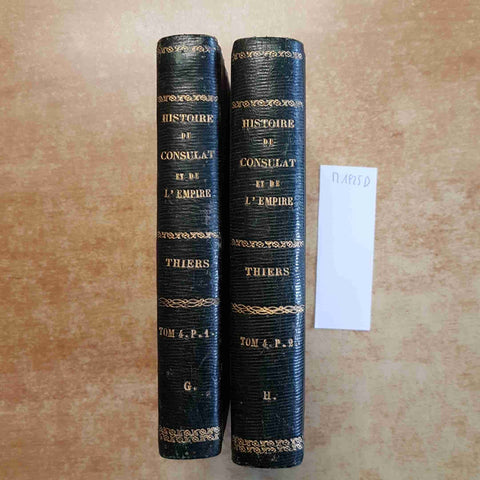 HISTOIRE
DU
CONSULAT
ET DE
L'EMPIRE
THIERS
TOM 4. P. 1.
G.
HISTOIRE
DU
CONSULAT
ET DE
L'EMPIRE
THIERS
TOM 4. P. 2
H.